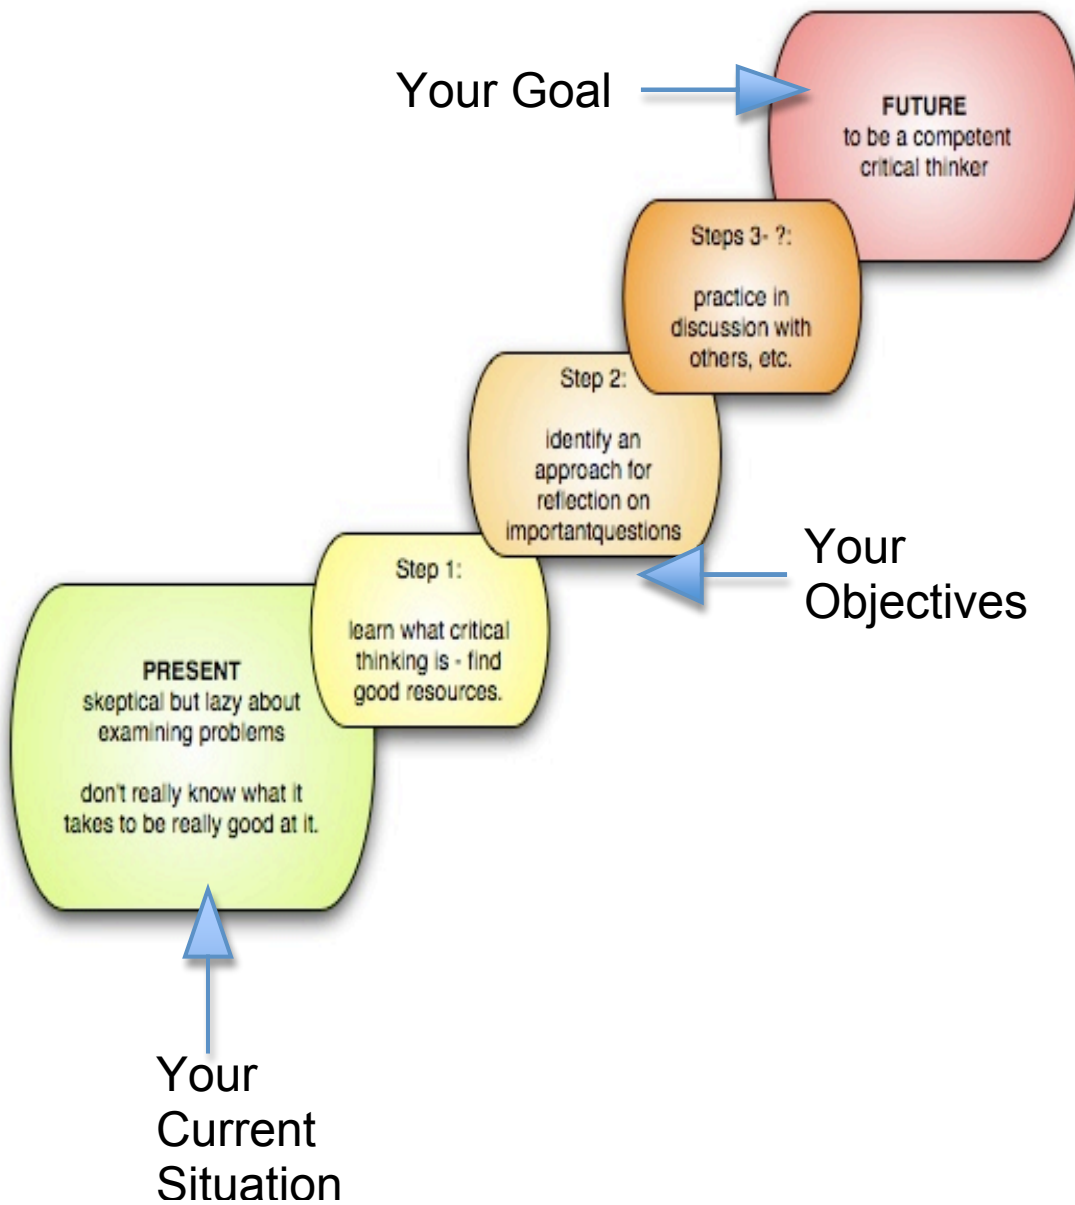 Your Goal
FUTURE
to be a competent
critical thinker
Steps 3- ?:
practice in
discussion with
others, etc.
Step 2:
identify an
approach for
reflection on
importantquestions
Your
Objectives
Step 1:
learn what critical
thinking is - find
good resources.
PRESENT
skeptical but lazy about
examining problems
don't really know what it
takes to be really good at it.
Your
Current
Situation